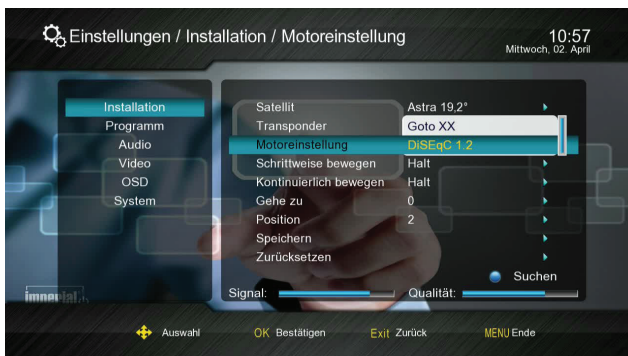 Einstellungen / Installation / Motoreinstellung
10:57
Mittwoch, 02. April
Installation
Programm
Audio
Video
OSD
System
Satellit Astra 19,2°
Transponder Goto XX
Motoreinstellung DiSEqC 1.2
Schrittweise bewegen Halt
Kontinuierlich bewegen Halt
Gehe zu 0
Position 2
Speichern
Zurücksetzen
Suchen
Signal: Qualität:
imperial
Auswahl OK Bestätigen Exit Zurück MENU Ende